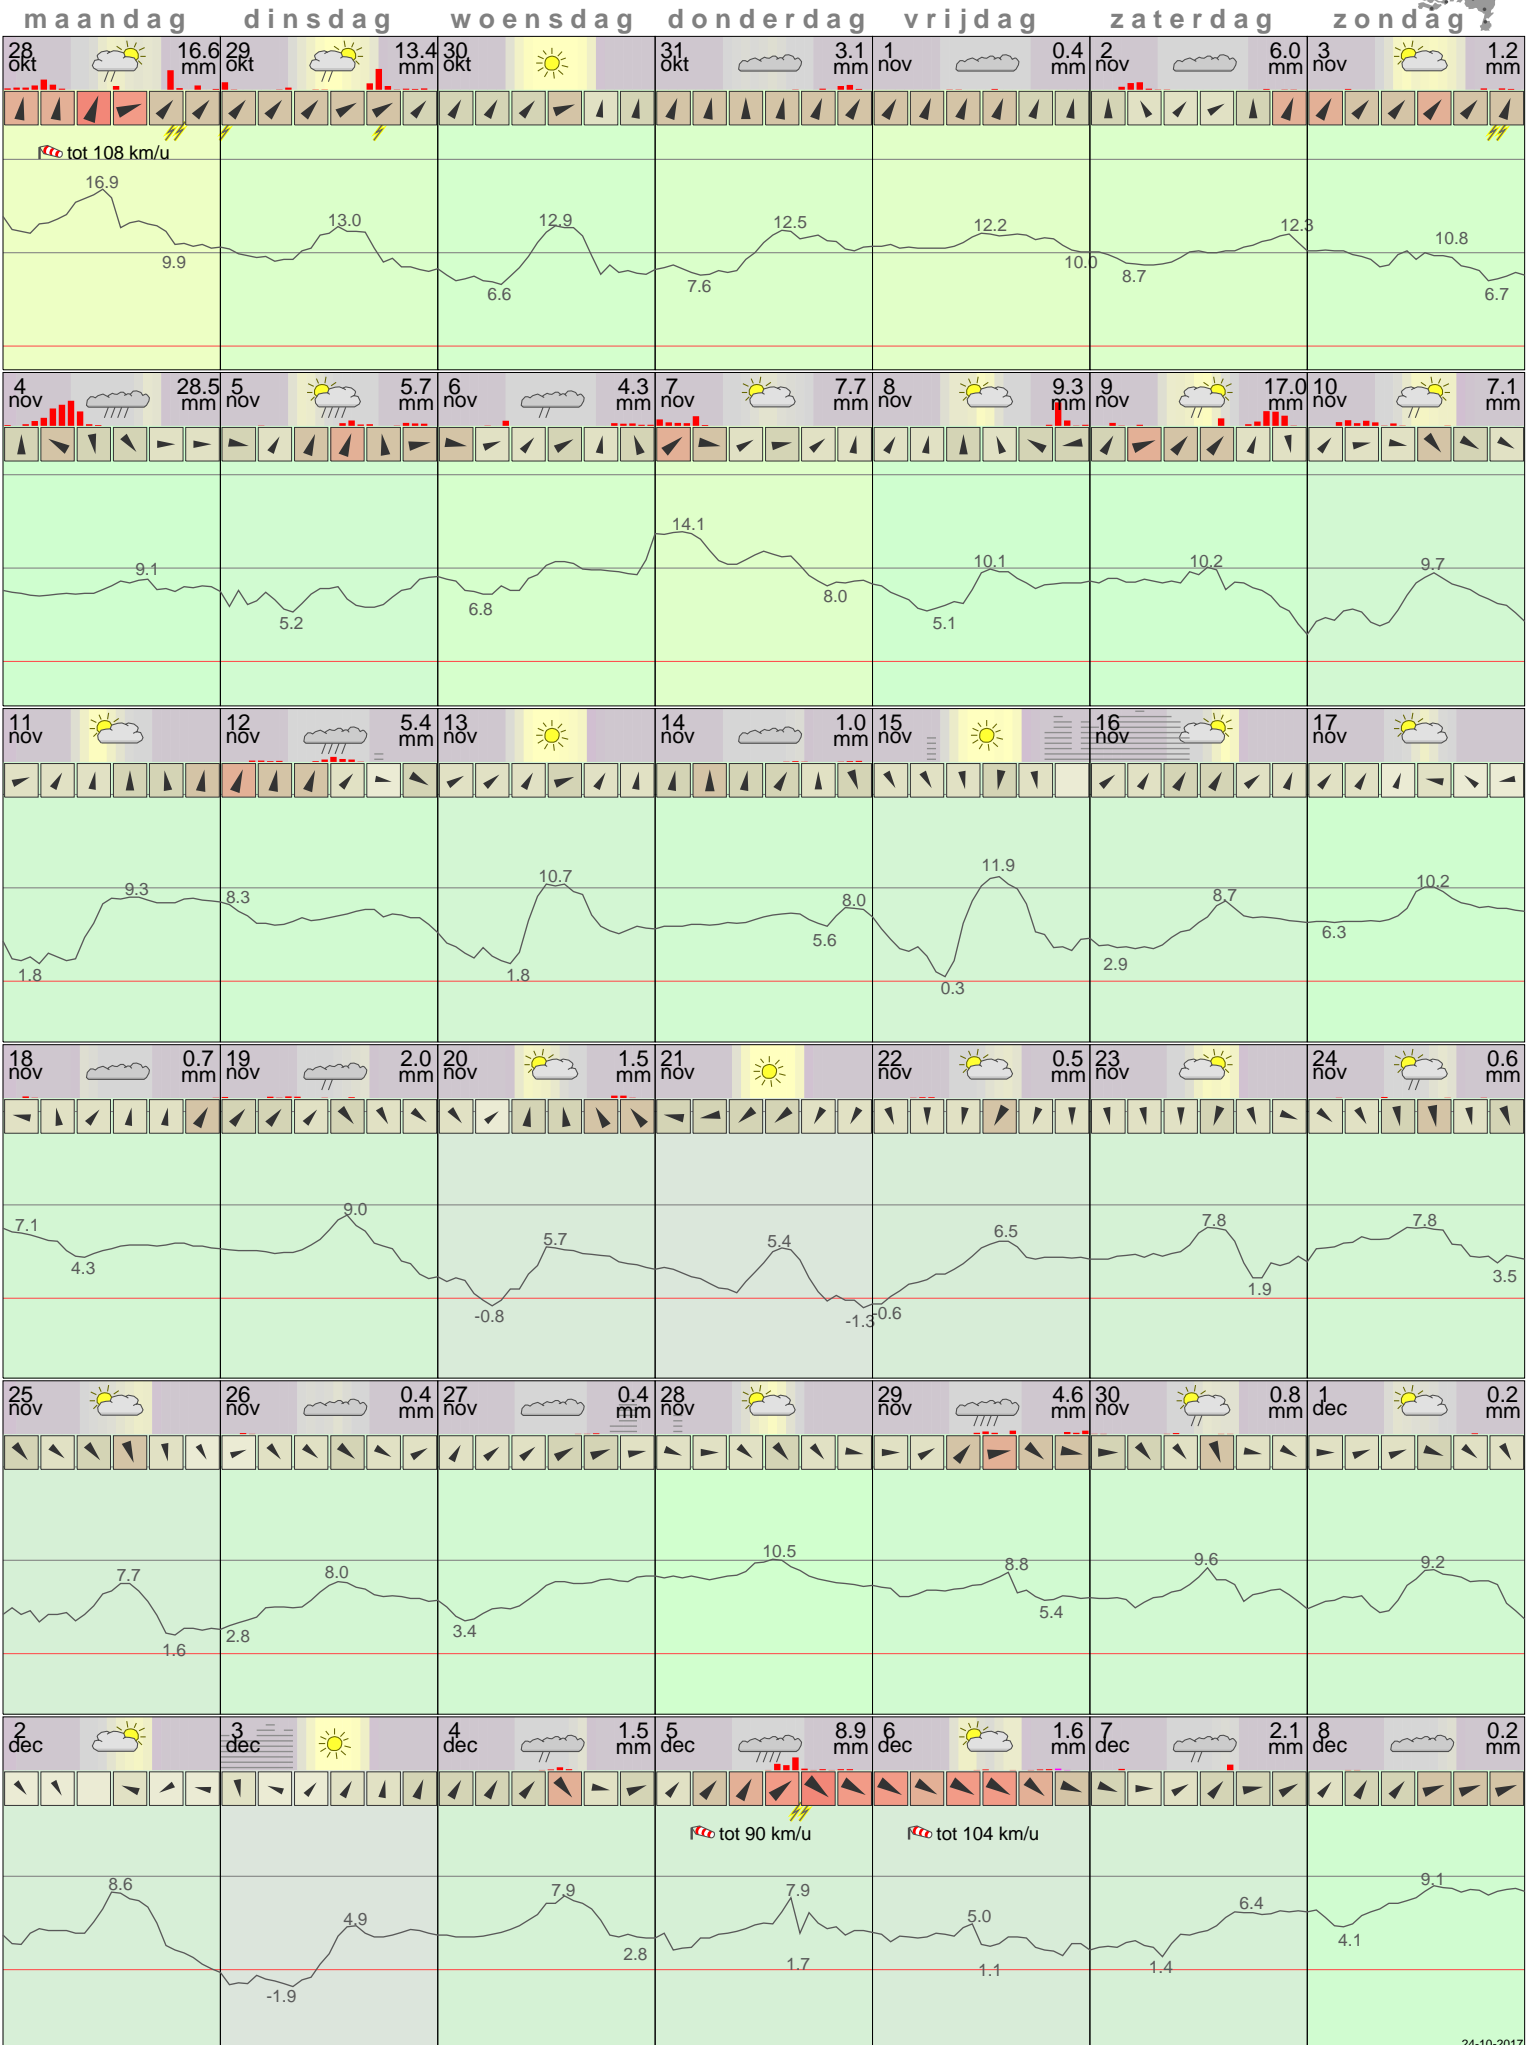 maandag dinsdag woensdag donderdag vrijdag zaterdag zondag
28 okt 16.6 mm 29 okt 13.4 mm 30 okt 31 okt 3.1 mm 1 nov 0.4 mm 2 nov 6.0 mm 3 nov 1.2 mm
tot 108 km/u
16.9 9.9 13.0 6.6 12.9 7.6 12.5 12.2 10.0 8.7 12.3 10.8 6.7
4 nov 28.5 mm 5 nov 5.7 mm 6 nov 4.3 mm 7 nov 7.7 mm 8 nov 9.3 mm 9 nov 17.0 mm 10 nov 7.1 mm
9.1 5.2 6.8 14.1 8.0 5.1 10.1 10.2 9.7
11 nov 12 nov 5.4 mm 13 nov 14 nov 1.0 mm 15 nov 16 nov 17 nov
1.8 9.3 8.3 1.8 10.7 5.6 8.0 0.3 11.9 2.9 8.7 6.3 10.2
18 nov 0.7 mm 19 nov 2.0 mm 20 nov 1.5 mm 21 nov 22 nov 0.5 mm 23 nov 24 nov 0.6 mm
7.1 4.3 9.0 -0.8 5.7 5.4 -1.3 -0.6 6.5 7.8 1.9 7.8 3.5
25 nov 26 nov 0.4 mm 27 nov 0.4 mm 28 nov 29 nov 4.6 mm 30 nov 0.8 mm 1 dec 0.2 mm
7.7 1.6 2.8 8.0 3.4 10.5 8.8 5.4 9.6 9.2
2 dec 3 dec 4 dec 1.5 mm 5 dec 8.9 mm 6 dec 1.6 mm 7 dec 2.1 mm 8 dec 0.2 mm
tot 90 km/u tot 104 km/u
8.6 -1.9 4.9 7.9 2.8 7.9 1.7 5.0 1.1 1.4 6.4 4.1 9.1
24-10-2017